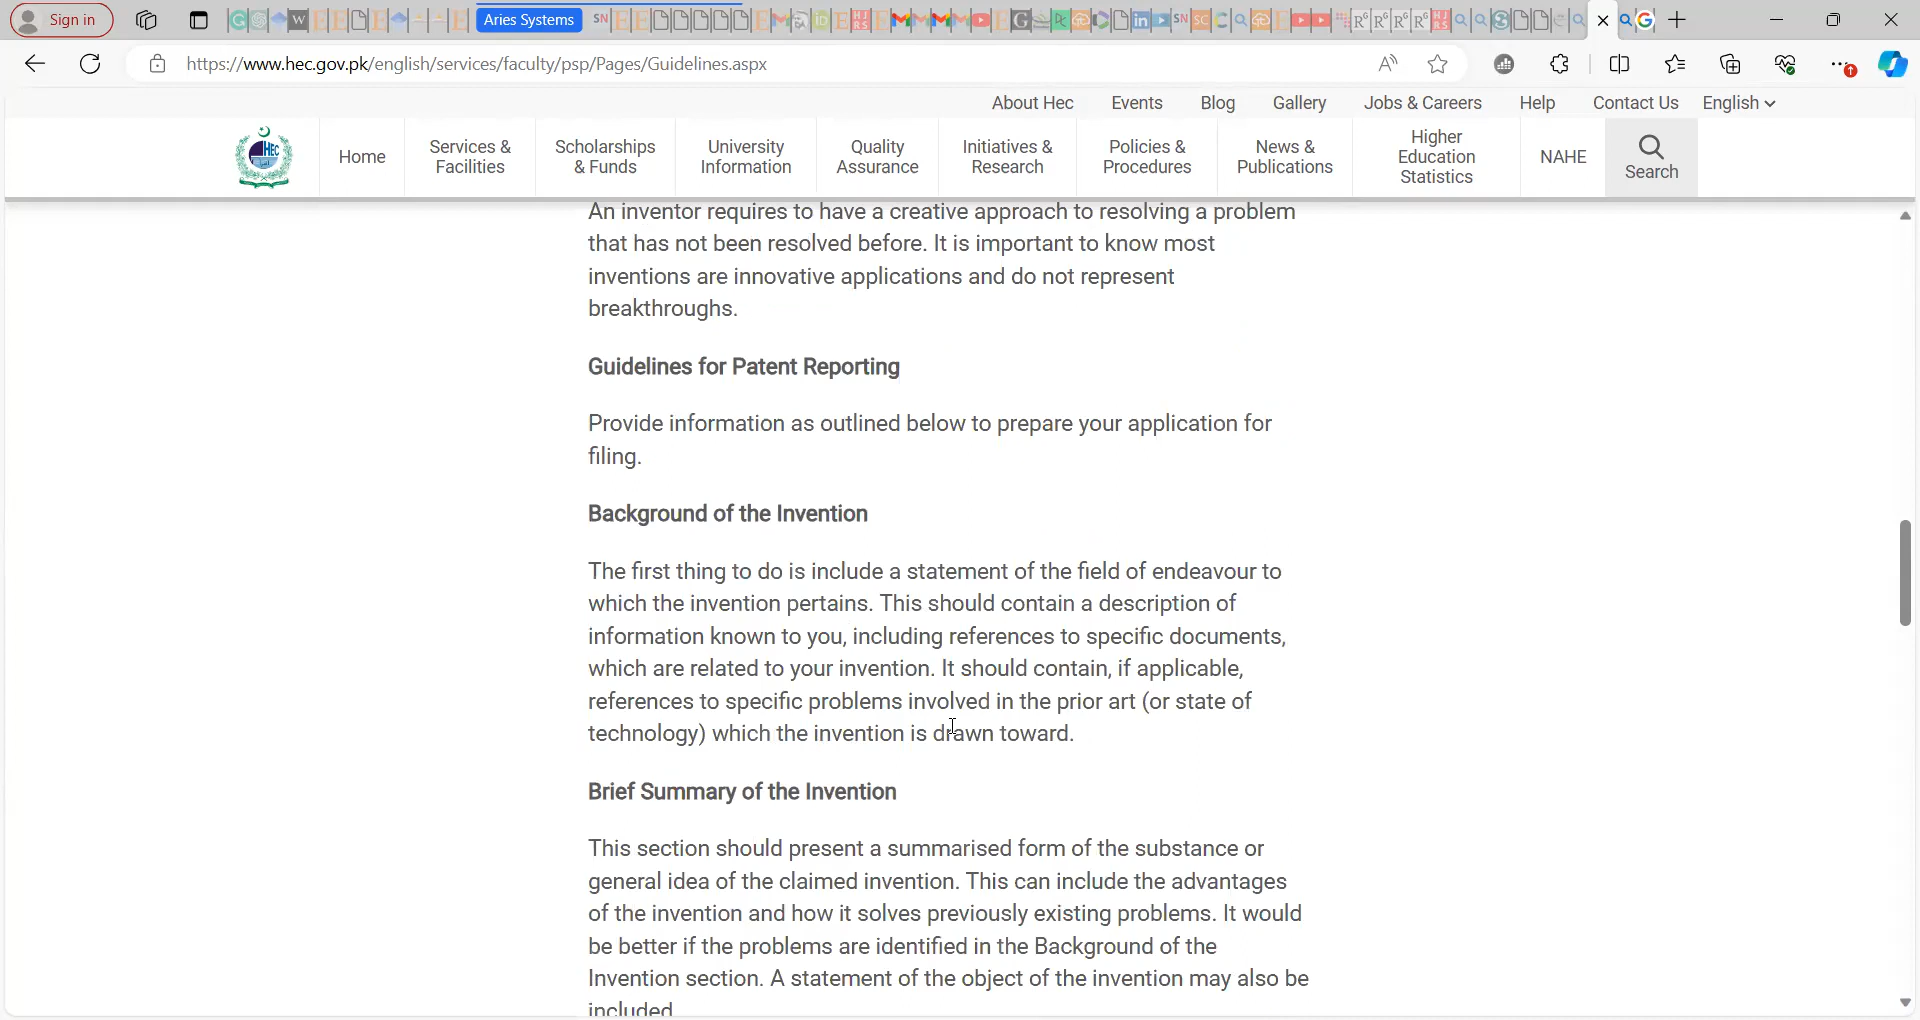 Sign in
Aries Systems
https://www.hec.gov.pk/english/services/faculty/psp/Pages/Guidelines.aspx
About Hec Events Blog Gallery Jobs & Careers Help Contact Us English
HEC
Home
Services &
Facilities
Scholarships
& Funds
University
Information
Quality
Assurance
Initiatives &
Research
Policies &
Procedures
News &
Publications
Higher
Education
Statistics
NAHE
Search
An inventor requires to have a creative approach to resolving a problem
that has not been resolved before. It is important to know most
inventions are innovative applications and do not represent
breakthroughs.
Guidelines for Patent Reporting
Provide information as outlined below to prepare your application for
filing.
Background of the Invention
The first thing to do is include a statement of the field of endeavour to
which the invention pertains. This should contain a description of
information known to you, including references to specific documents,
which are related to your invention. It should contain, if applicable,
references to specific problems involved in the prior art (or state of
technology) which the invention is drawn toward.
Brief Summary of the Invention
This section should present a summarised form of the substance or
general idea of the claimed invention. This can include the advantages
of the invention and how it solves previously existing problems. It would
be better if the problems are identified in the Background of the
Invention section. A statement of the object of the invention may also be
included